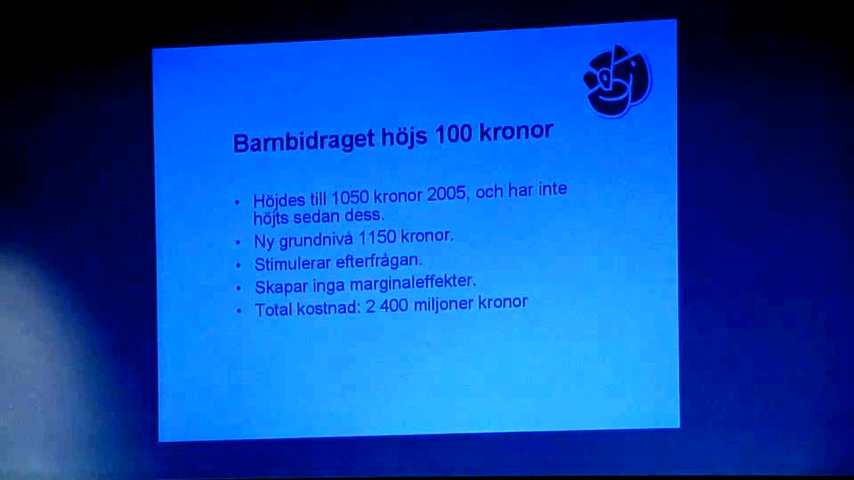 Barnbidraget höjs 100 kronor
• Höjdes till 1050 kronor 2005, och har inte
höjts sedan dess.
• Ny grundnivå 1150 kronor.
• Stimulerar efterfrågan.
• Skapar inga marginaleffekter.
• Total kostnad: 2 400 miljoner kronor